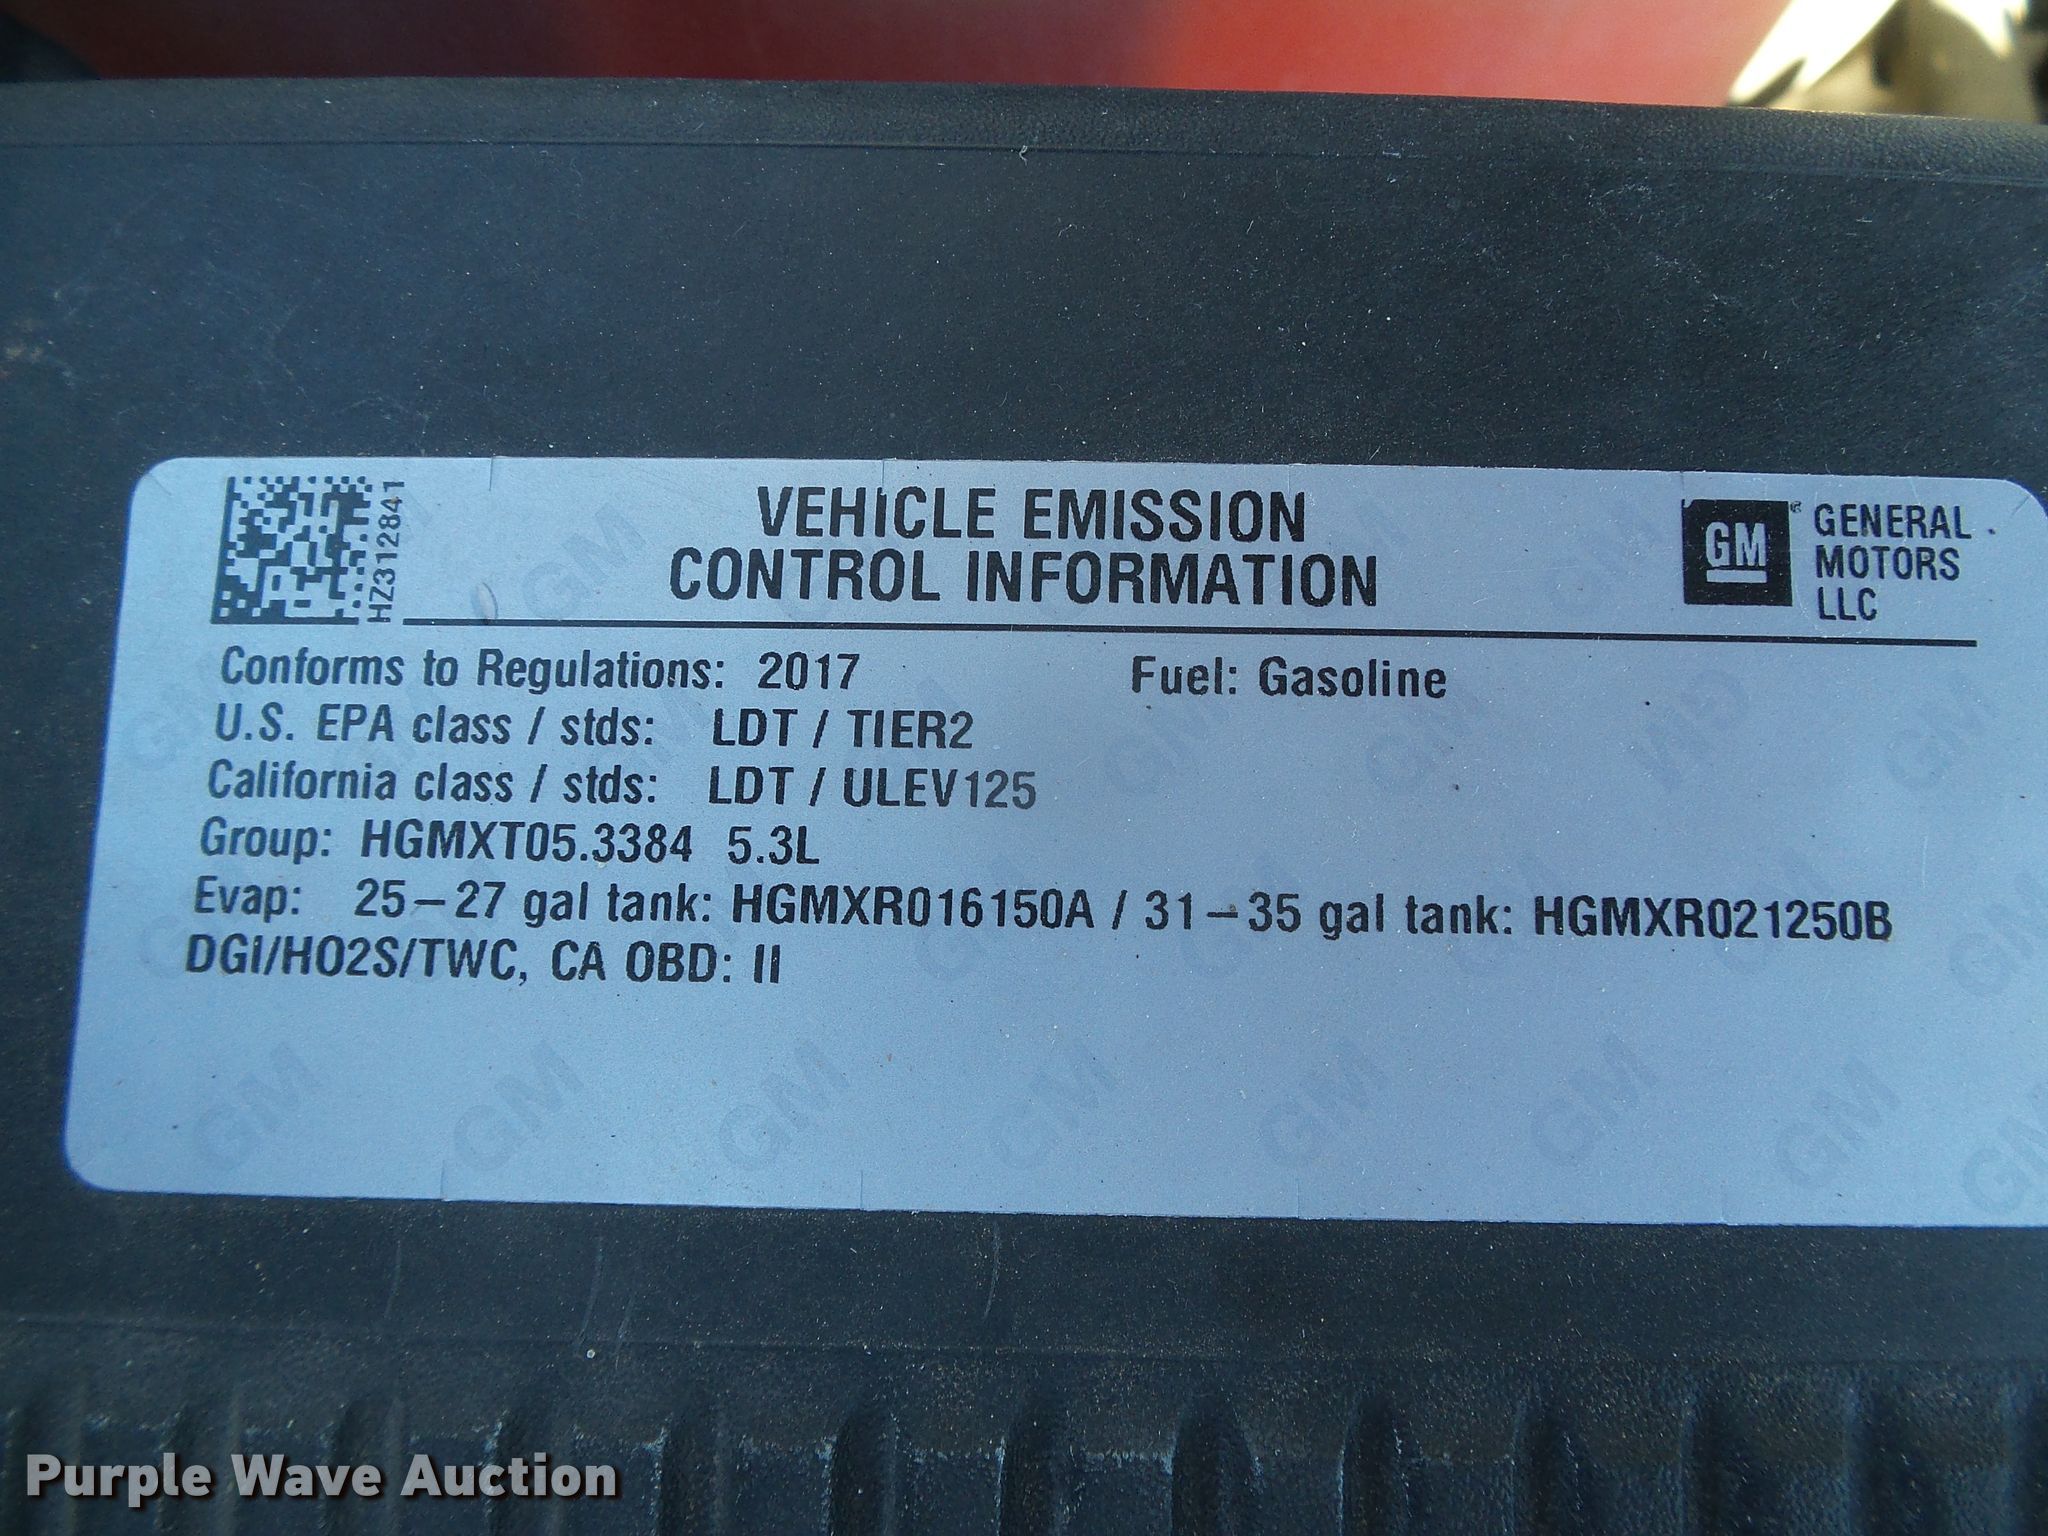 HZ312841
VEHICLE EMISSION
CONTROL INFORMATION
GM
GENERAL
MOTORS
LLC
Conforms to Regulations: 2017 Fuel: Gasoline
U.S. EPA class / stds: LDT / TIER2
California class / stds: LDT / ULEV125
Group: HGMXT05.3384 5.3L
Evap: 25–27 gal tank: HGMXR016150A / 31–35 gal tank: HGMXR021250B
DGI/HO2S/TWC, CA OBD: II
Purple Wave Auction